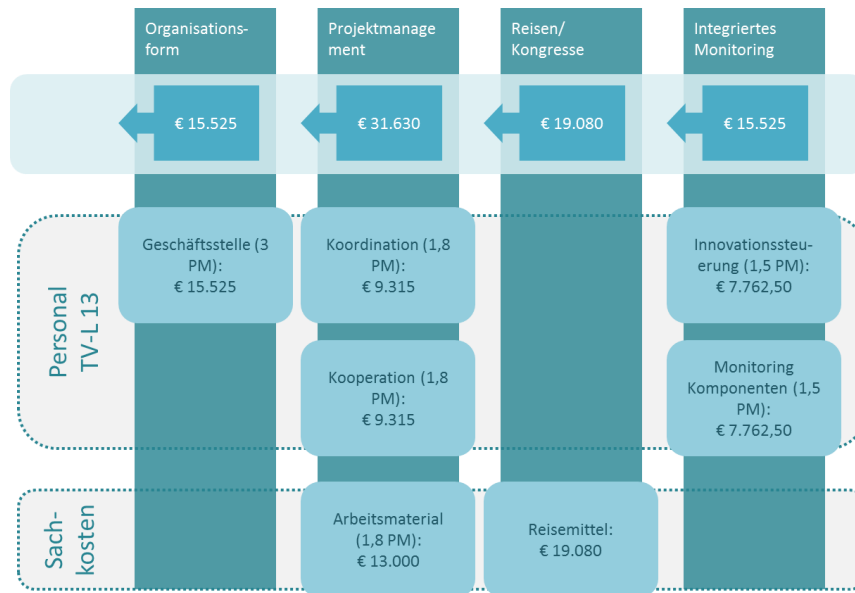 Organisations-
form
Projektmanage
ment
Reisen/
Kongresse
Integriertes
Monitoring
€ 15.525
€ 31.630
€ 19.080
€ 15.525
Personal
TV-L 13
Geschäftsstelle (3
PM):
€ 15.525
Koordination (1,8
PM):
€ 9.315
Innovationssteu-
erung (1,5 PM):
€ 7.762,50
Kooperation (1,8
PM):
€ 9.315
Monitoring
Komponenten (1,5
PM):
€ 7.762,50
Sach-
kosten
Arbeitsmaterial
(1,8 PM):
€ 13.000
Reisemittel:
€ 19.080